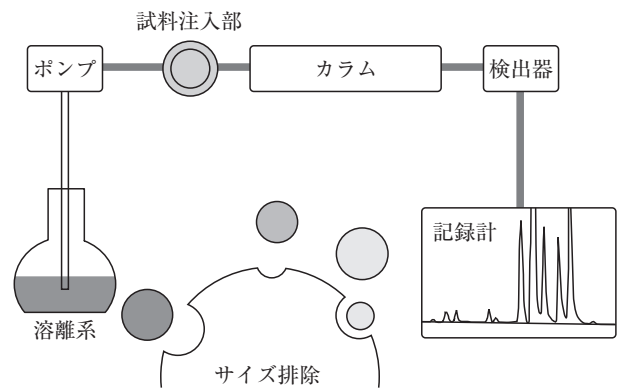 試料注入部
ポンプ
カラム
検出器
記録計
溶離系
サイズ排除